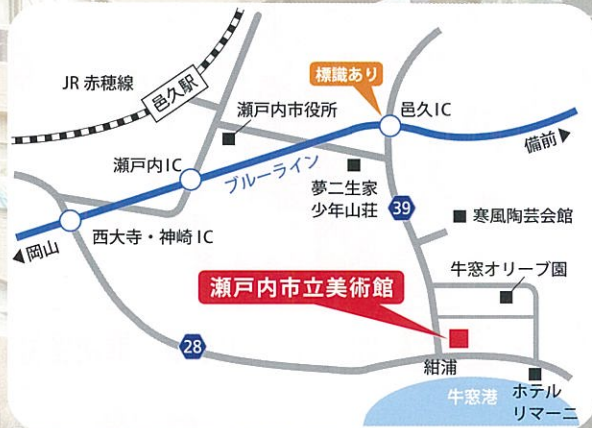 JR 赤穂線
邑久駅
標識あり
瀬戸内市役所
邑久IC
備前
瀬戸内IC
ブルーライン
夢二生家
少年山荘
39
寒風陶芸会館
西大寺・神崎IC
岡山
牛窓オリーブ園
瀬戸内市立美術館
28
紺浦
牛窓港
ホテル
リマーニ